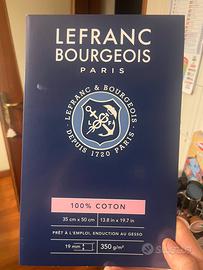 LEFRANC
BOURGEOIS
PARIS
LEFRANC & BOURGEOIS
L F
DEPUIS 1720 PARIS
100% COTON
35 cm x 50 cm | 13.8 in x 19.7 in
PRÊT À L'EMPLOI, ENDUCTION AU GESSO
19 mm
350 g/m²
Subito